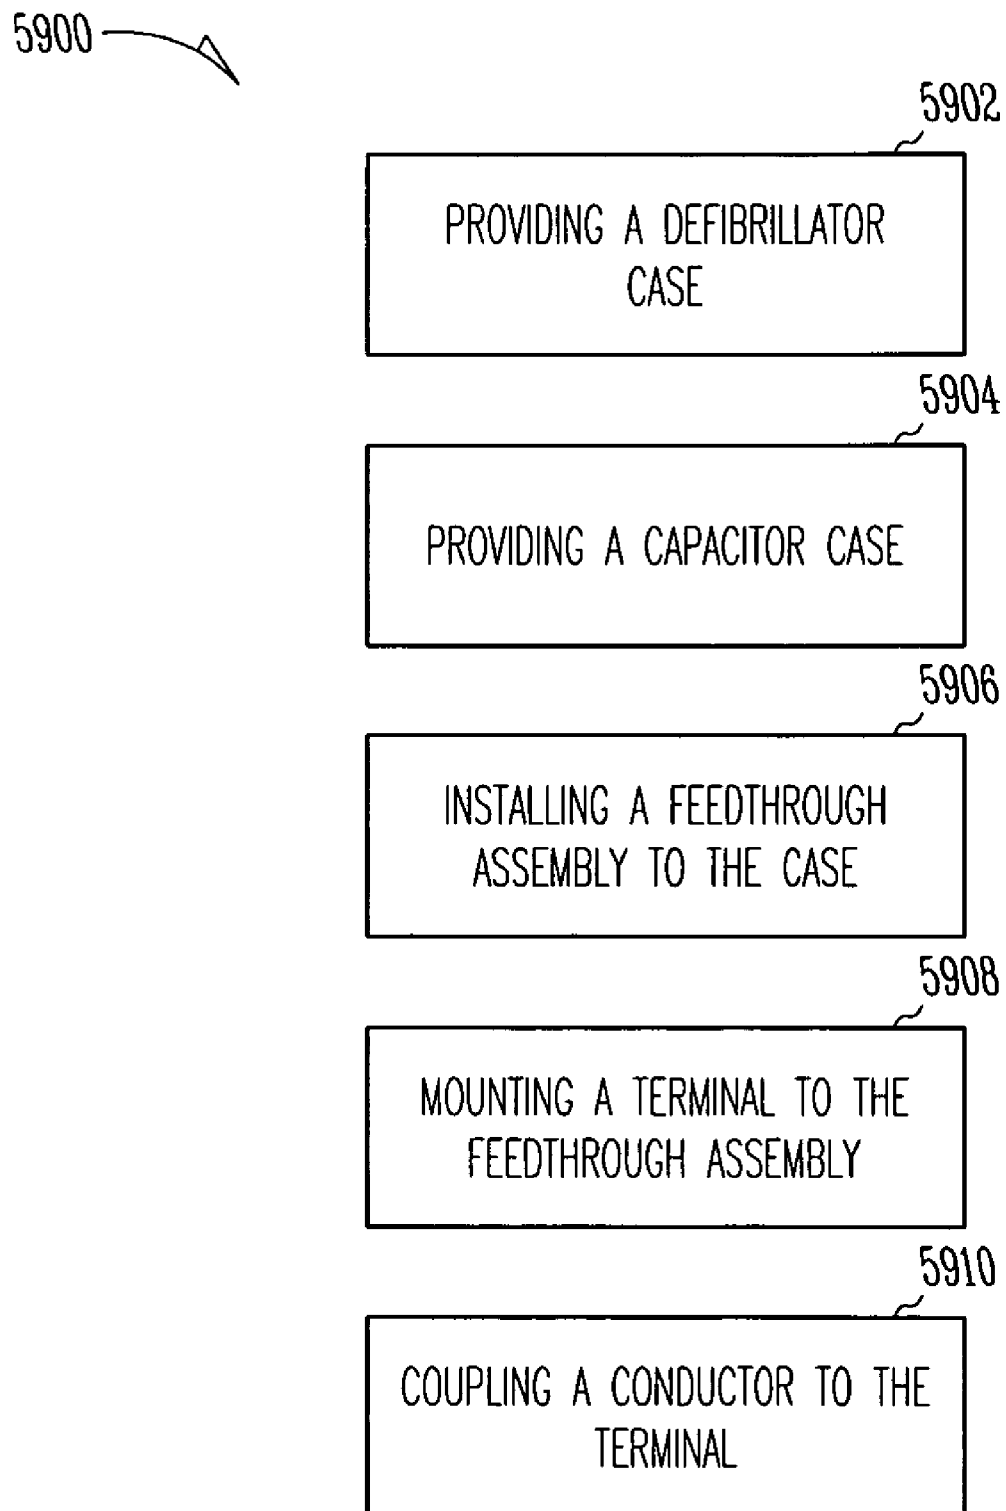 5900
5902
PROVIDING A DEFIBRILLATOR
CASE
5904
PROVIDING A CAPACITOR CASE
5906
INSTALLING A FEEDTHROUGH
ASSEMBLY TO THE CASE
5908
MOUNTING A TERMINAL TO THE
FEEDTHROUGH ASSEMBLY
5910
COUPLING A CONDUCTOR TO THE
TERMINAL